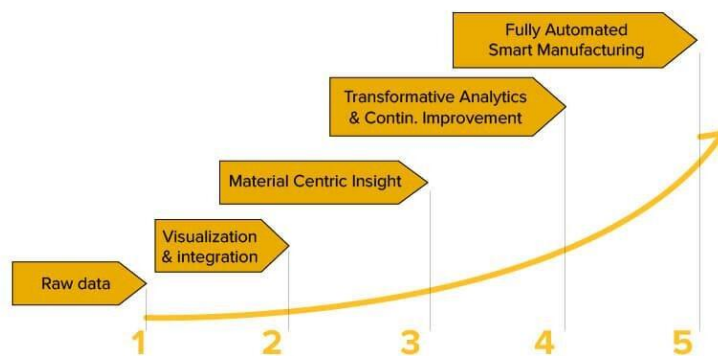 Fully Automated
Smart Manufacturing
Transformative Analytics
& Contin. Improvement
Material Centric Insight
Visualization
& integration
Raw data
1 2 3 4 5